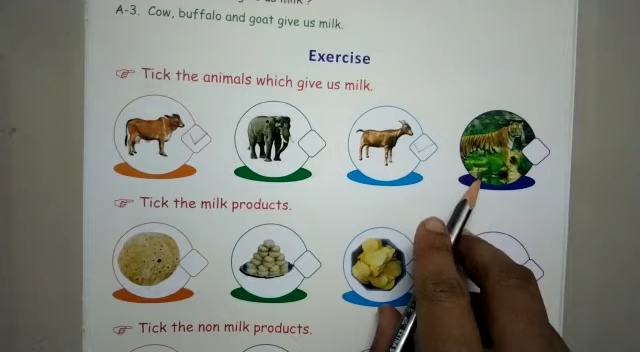 A-3. Cow, buffalo and goat give us milk.
Exercise
Tick the animals which give us milk.
Tick the milk products.
Tick the non milk products.